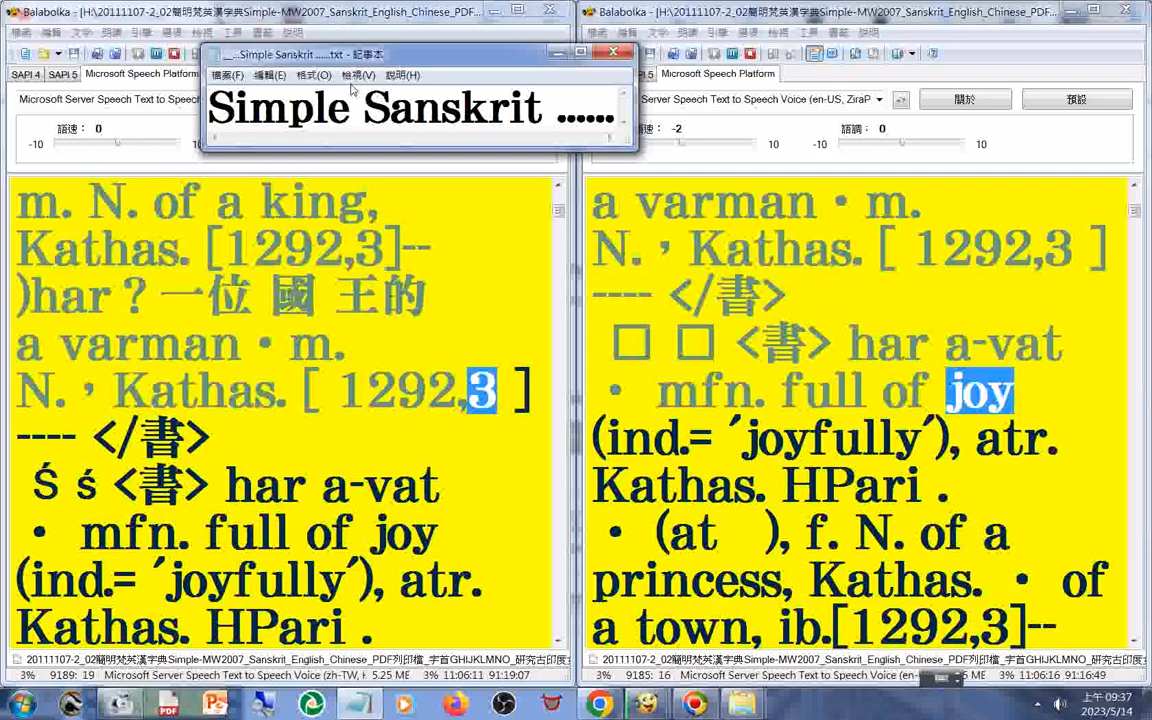 Balabolka - [H:\20111107-2_02簡明梵英漢字典Simple-MW2007_Sanskrit_English_Chinese_PDF...
Balabolka - [H:\20111107-2_02簡明梵英漢字典Simple-MW2007_Sanskrit_English_Chinese_PDF...
__...Simple Sanskrit ......txt - 記事本
檔案(F) 編輯(E) 格式(O) 檢視(V) 說明(H)
Simple Sanskrit ......
SAPI 4 SAPI 5 Microsoft Speech Platform
SAPI 5 Microsoft Speech Platform
Microsoft Server Speech Text to Speech
Server Speech Text to Speech Voice (en-US, ZiraP
關於
預設
語速： 0
-10
10
-2
語調： 0
10 -10 10
m. N. of a king,
Kathas. [1292,3]--
)har？一位 國 王的
a varman・m.
N.，Kathas. [ 1292,3 ]
---- </書>
Ś ś <書> har a-vat
・ mfn. full of joy
(ind.= 'joyfully'), atr.
Kathas. HPari .
a varman・m.
N.，Kathas. [ 1292,3 ]
---- </書>
□ □ <書> har a-vat
・ mfn. full of joy
(ind.= 'joyfully'), atr.
Kathas. HPari .
・ (at ), f. N. of a
princess, Kathas. ・ of
a town, ib.[1292,3]--
20111107-2_02簡明梵英漢字典Simple-MW2007_Sanskrit_English_Chinese_PDF列印檔_字首GHIJKLMNO_研究古印度
20111107-2_02簡明梵英漢字典Simple-MW2007_Sanskrit_English_Chinese_PDF列印檔_字首GHIJKLMNO_研究古印度
3% 9189: 19 Microsoft Server Speech Text to Speech Voice (zh-TW, H 5.25 ME 3% 11:06:11 91:19:07
3% 9185: 16 Microsoft Server Speech Text to Speech Voice (en- 3% 11:06:16 91:16:49
上午 09:37
2023/5/14